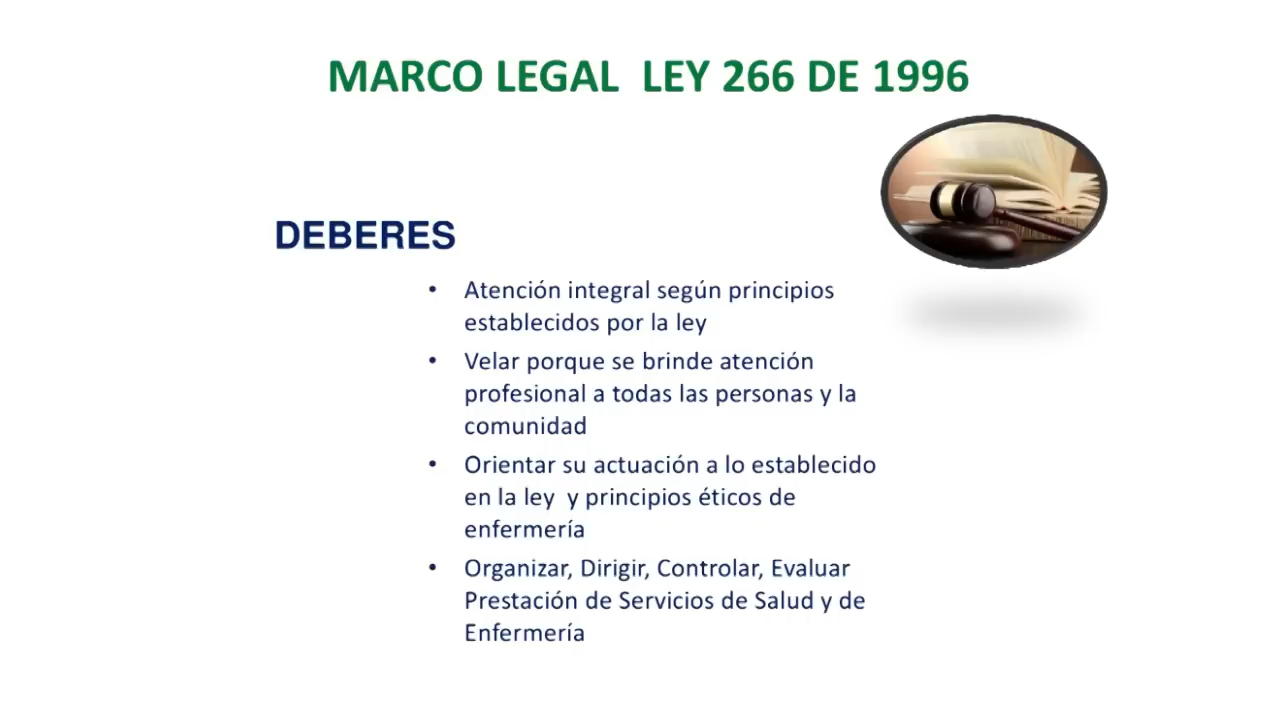 MARCO LEGAL  LEY 266 DE 1996
DEBERES
• Atención integral según principios
establecidos por la ley
• Velar porque se brinde atención
profesional a todas las personas y la
comunidad
• Orientar su actuación a lo establecido
en la ley  y principios éticos de
enfermería
• Organizar, Dirigir, Controlar, Evaluar
Prestación de Servicios de Salud y de
Enfermería